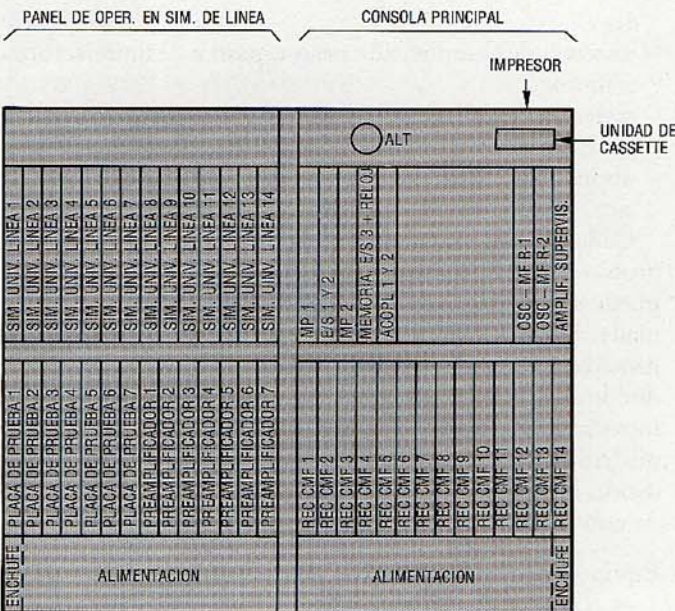 PANEL DE OPER. EN SIM. DE LINEA
CONSOLA PRINCIPAL
IMPRESOR
ALT
UNIDAD DE
CASSETTE
SIM. UNIV. LINEA 1
SIM. UNIV. LINEA 2
SIM. UNIV. LINEA 3
SIM. UNIV. LINEA 4
SIM. UNIV. LINEA 5
SIM. UNIV. LINEA 6
SIM. UNIV. LINEA 7
SIM. UNIV. LINEA 8
SIM. UNIV. LINEA 9
SIM. UNIV. LINEA 10
SIM. UNIV. LINEA 11
SIM. UNIV. LINEA 12
SIM. UNIV. LINEA 13
SIM. UNIV. LINEA 14
MP 1
E/S 1 Y 2
MP 2
MEMORIA, E/S 3 + RELOJ
ACOPL 1 Y 2
OSC – MF R-1
OSC – MF R-2
AMPLIF. SUPERVIS.
PLACA DE PRUEBA 1
PLACA DE PRUEBA 2
PLACA DE PRUEBA 3
PLACA DE PRUEBA 4
PLACA DE PRUEBA 5
PLACA DE PRUEBA 6
PLACA DE PRUEBA 7
PREAMPLIFICADOR 1
PREAMPLIFICADOR 2
PREAMPLIFICADOR 3
PREAMPLIFICADOR 4
PREAMPLIFICADOR 5
PREAMPLIFICADOR 6
PREAMPLIFICADOR 7
REC CMF 1
REC CMF 2
REC CMF 3
REC CMF 4
REC CMF 5
REC CMF 6
REC CMF 7
REC CMF 8
REC CMF 9
REC CMF 10
REC CMF 11
REC CMF 12
REC CMF 13
REC CMF 14
ENCHUFE
ALIMENTACION
ALIMENTACION
ENCHUFE